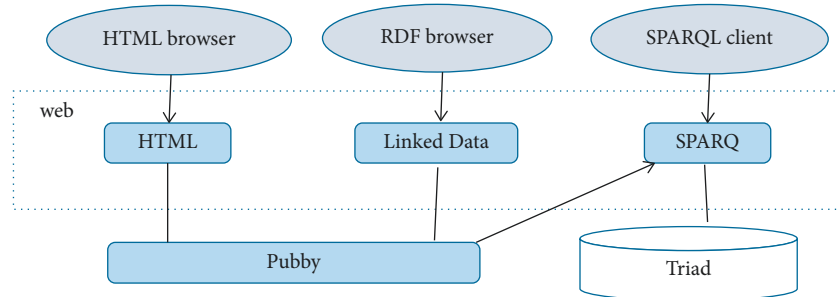 HTML browser
RDF browser
SPARQL client
web
HTML
Linked Data
SPARQ
Pubby
Triad